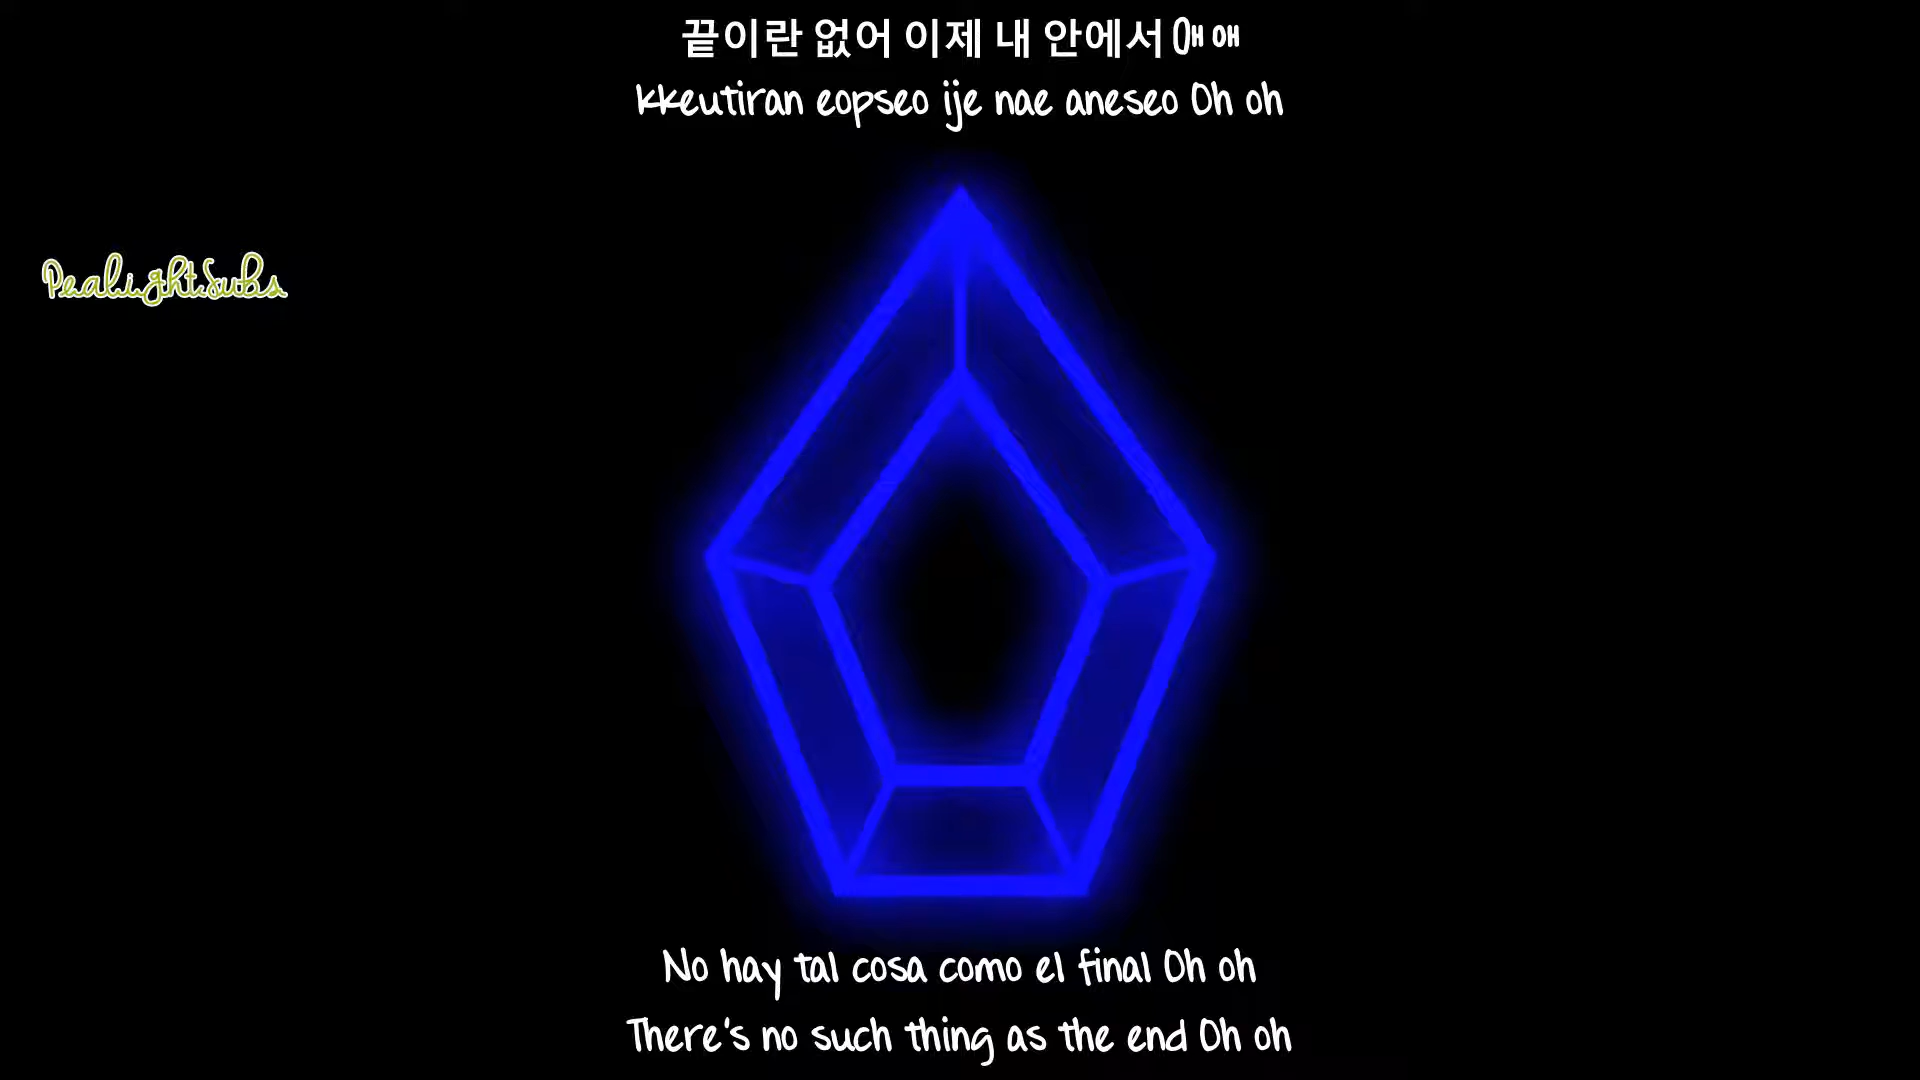 끝이란 없어 이제 내 안에서 Oh oh
kkeutiran eopseo ije nae aneseo Oh oh
PeaLightSubs
No hay tal cosa como el final Oh oh
There's no such thing as the end Oh oh